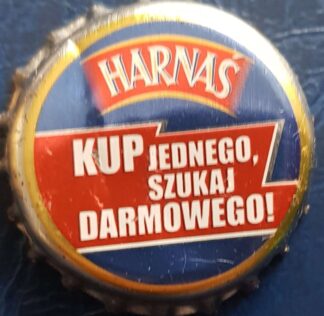 HARNAŚ
KUP JEDNEGO,
SZUKAJ
DARMOWEGO!